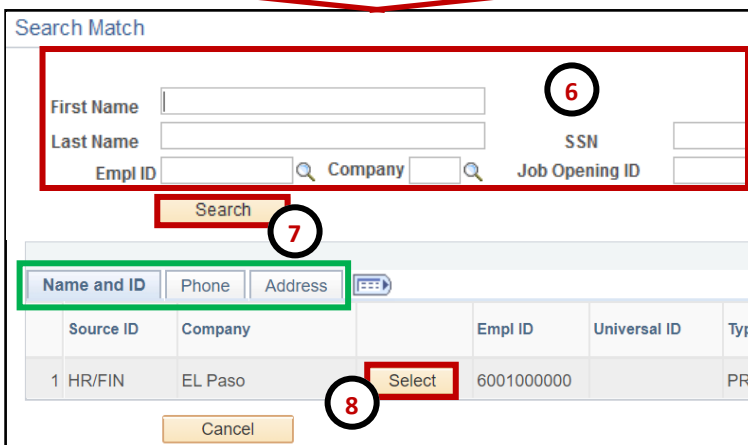 Search Match
6
First Name
Last Name SSN
Empl ID Company Job Opening ID
Search
7
Name and ID Phone Address
Source ID Company Empl ID Universal ID Typ
1 HR/FIN EL Paso Select 6001000000 PR
8
Cancel